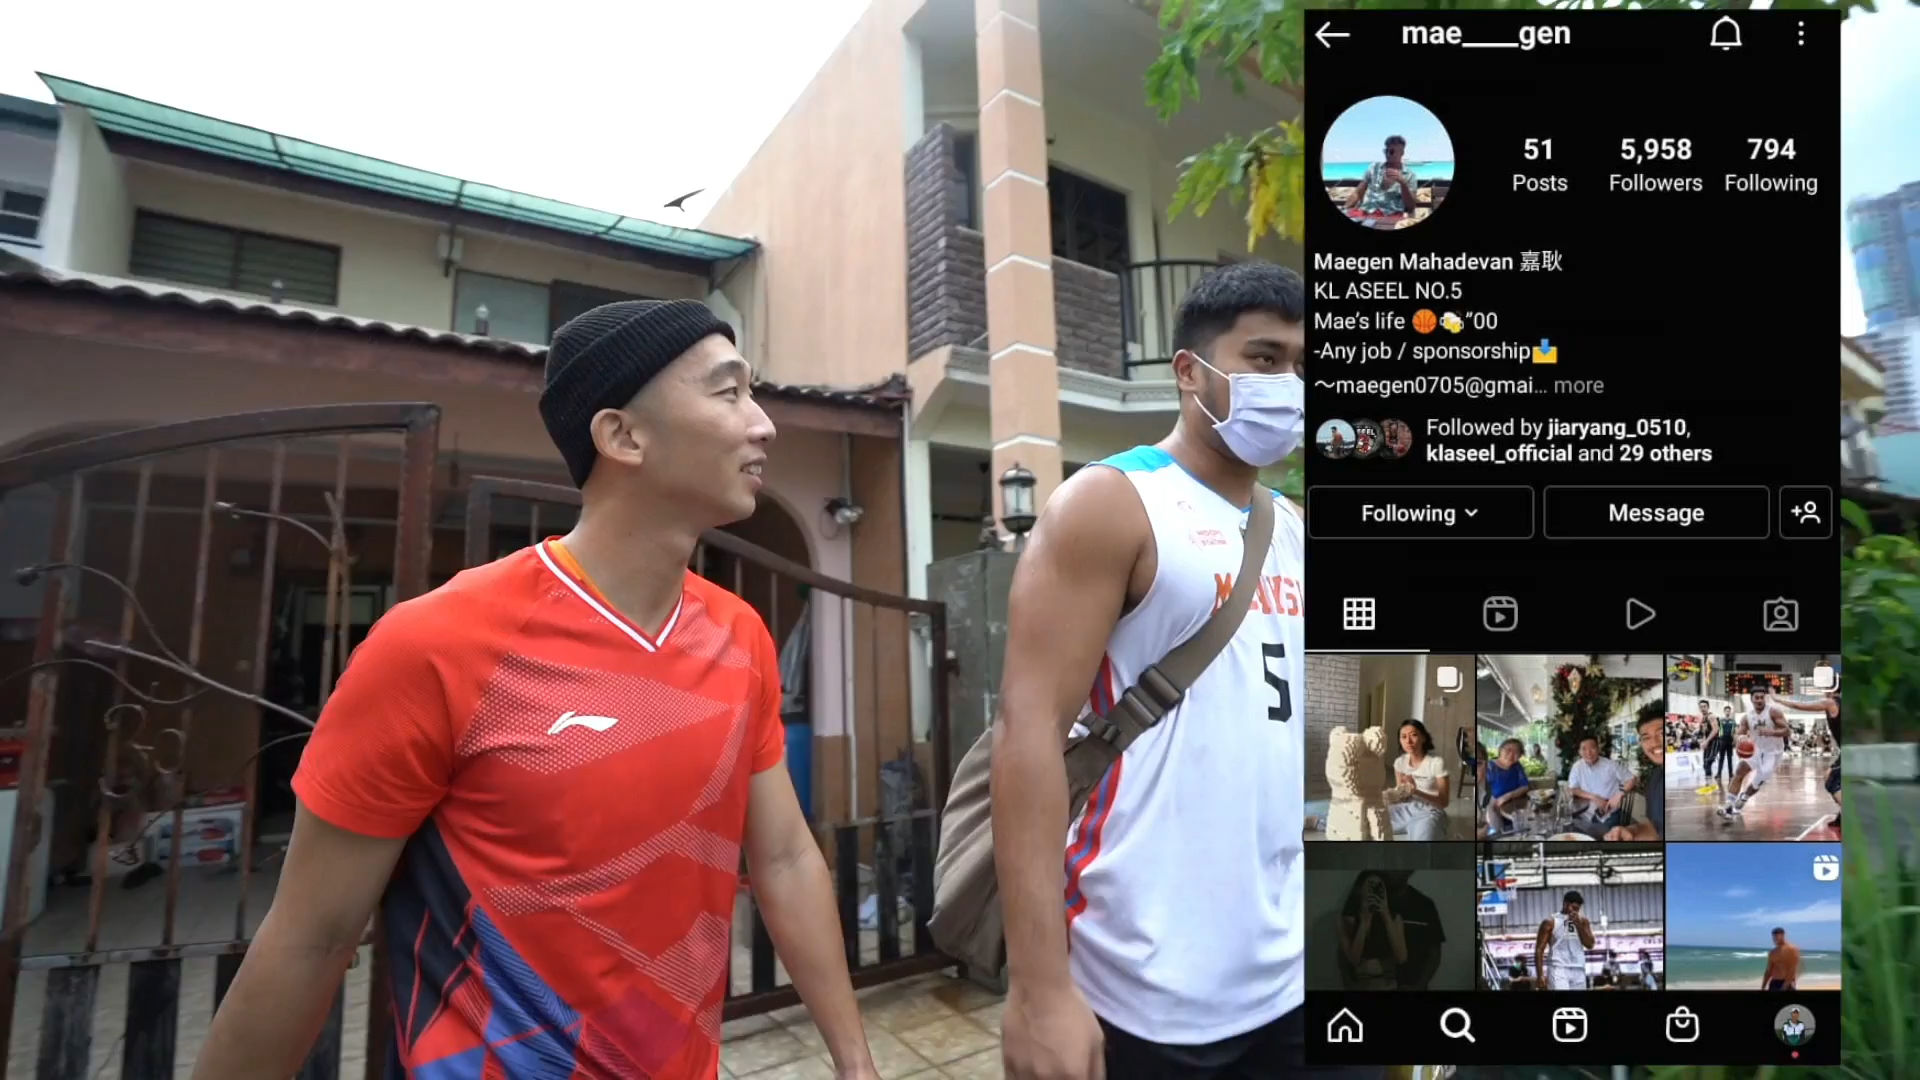 mae____gen
51
5,958
794
Posts
Followers
Following
Maegen Mahadevan 嘉耿
KL ASEEL NO.5
Mae's life 🏀🍻"00
-Any job / sponsorship📩
～maegen0705@gmai... more
Followed by jiaryang_0510,
klaseel_official and 29 others
Following
Message
5